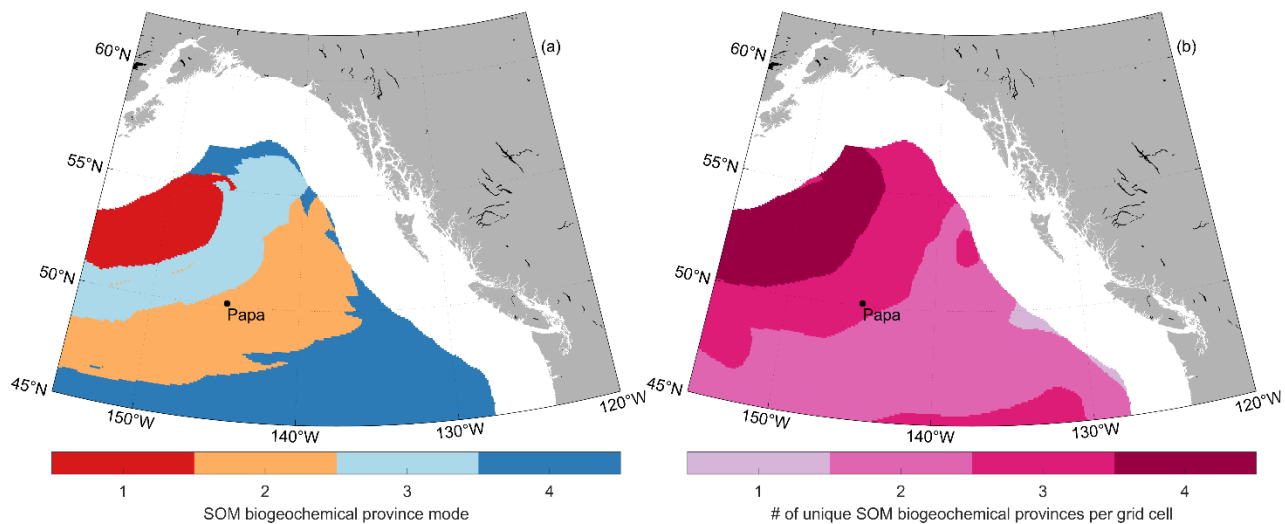 (a)
60°N
55°N
50°N
45°N
Papa
150°W
140°W
130°W
120°W
1 2 3 4
SOM biogeochemical province mode
(b)
60°N
55°N
50°N
45°N
Papa
150°W
140°W
130°W
120°W
1 2 3 4
# of unique SOM biogeochemical provinces per grid cell